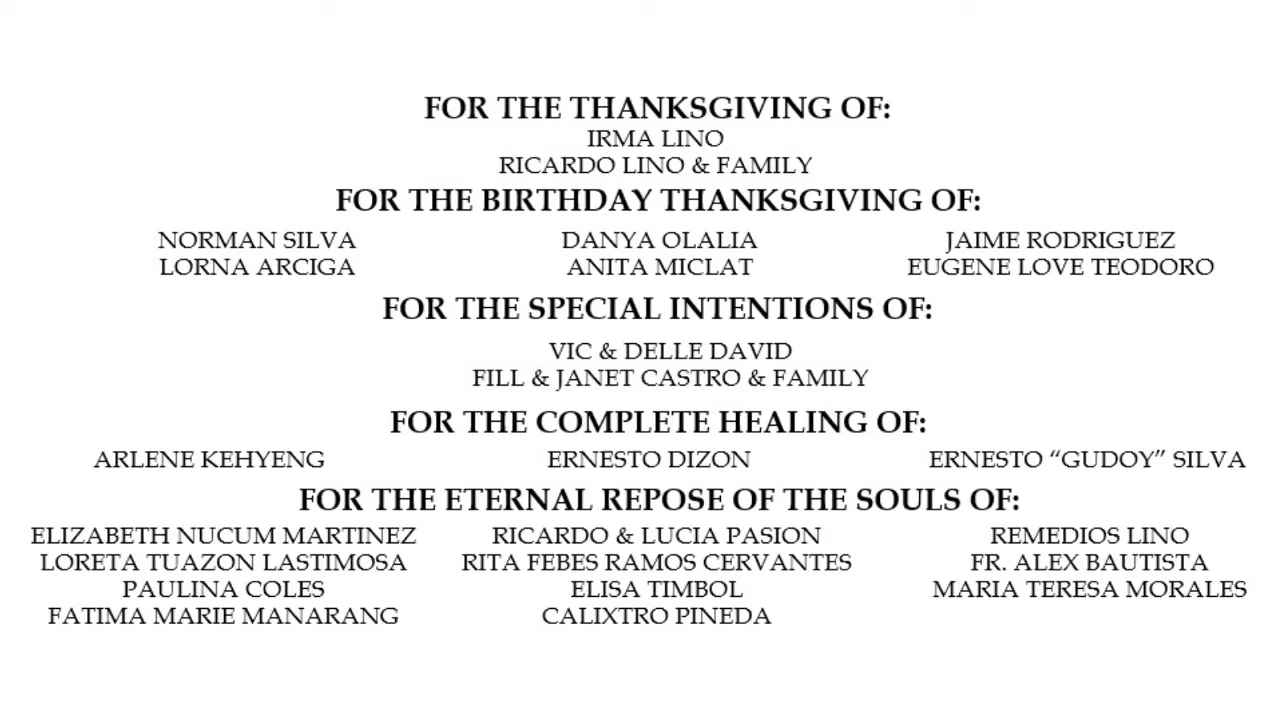 FOR THE THANKSGIVING OF:
IRMA LINO
RICARDO LINO & FAMILY
FOR THE BIRTHDAY THANKSGIVING OF:
NORMAN SILVA DANYA OLALIA JAIME RODRIGUEZ
LORNA ARCIGA ANITA MICLAT EUGENE LOVE TEODORO
FOR THE SPECIAL INTENTIONS OF:
VIC & DELLE DAVID
FILL & JANET CASTRO & FAMILY
FOR THE COMPLETE HEALING OF:
ARLENE KEHYENG ERNESTO DIZON ERNESTO “GUDOY” SILVA
FOR THE ETERNAL REPOSE OF THE SOULS OF:
ELIZABETH NUCUM MARTINEZ RICARDO & LUCIA PASION REMEDIOS LINO
LORETA TUAZON LASTIMOSA RITA FEBES RAMOS CERVANTES FR. ALEX BAUTISTA
PAULINA COLES ELISA TIMBOL MARIA TERESA MORALES
FATIMA MARIE MANARANG CALIXTRO PINEDA